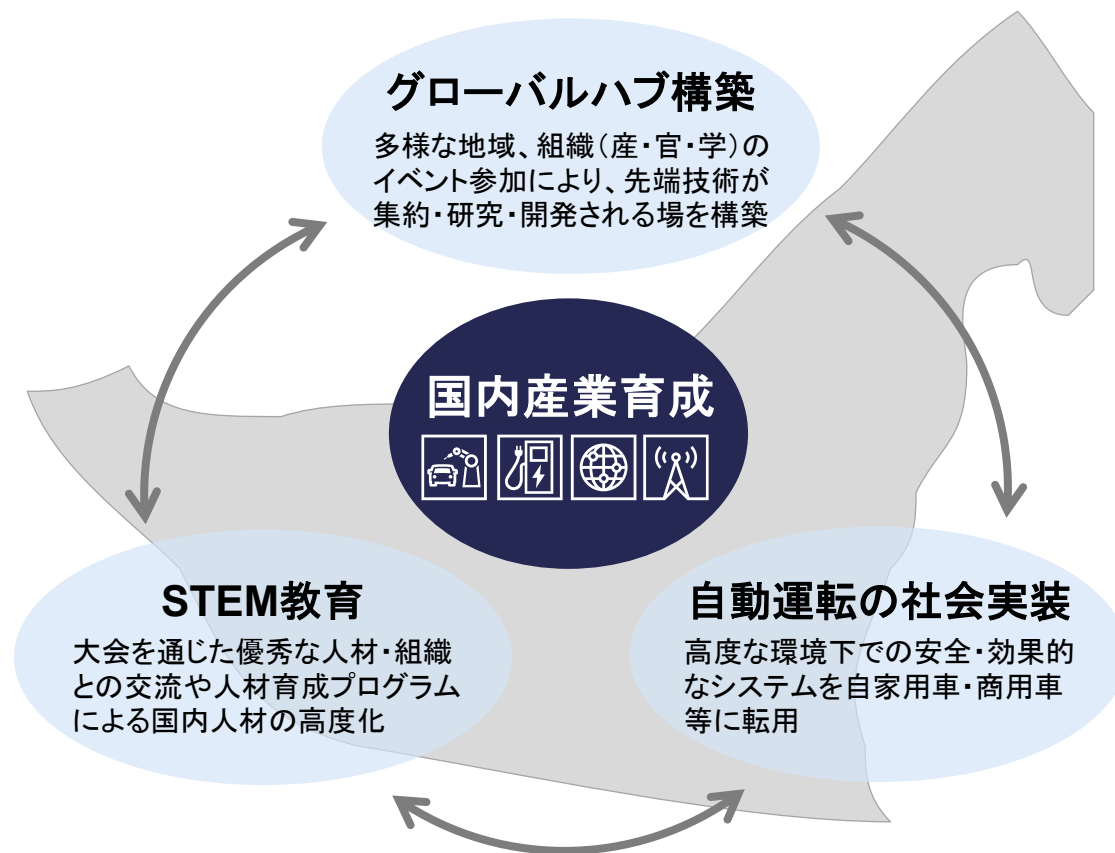 グローバルハブ構築
多様な地域、組織（産・官・学）の
イベント参加により、先端技術が
集約・研究・開発される場を構築
国内産業育成
STEM教育
大会を通じた優秀な人材・組織
との交流や人材育成プログラム
による国内人材の高度化
自動運転の社会実装
高度な環境下での安全・効果的
なシステムを自家用車・商用車
等に転用